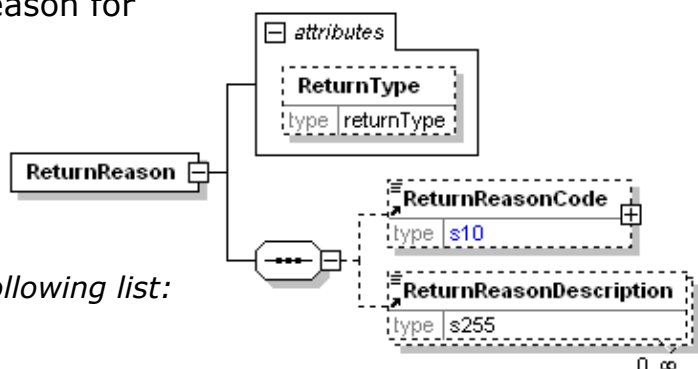 eason for
attributes
ReturnType
type returnType
ReturnReason
ReturnReasonCode
type s10
ollowing list:
ReturnReasonDescription
type s255
0..∞